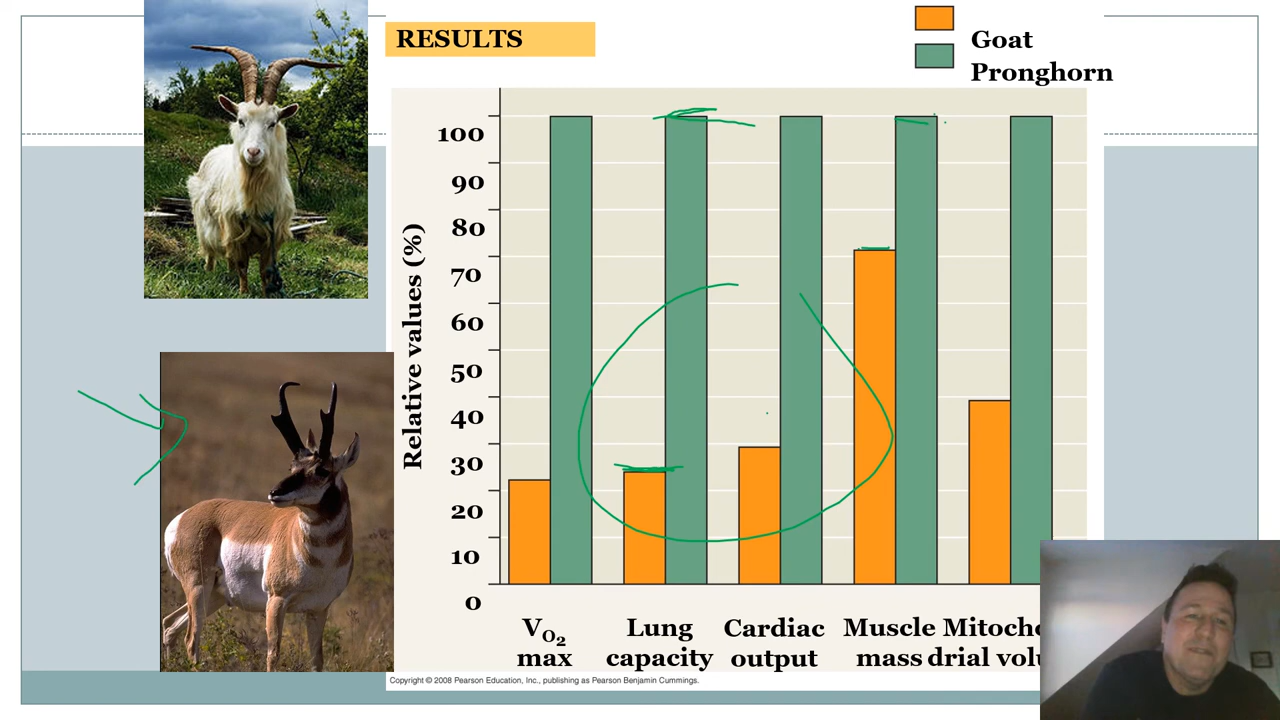 RESULTS
Goat
Pronghorn
100
90
80
70
60
50
40
30
20
10
0
Relative values (%)
VO2 max
Lung capacity
Cardiac output
Muscle mass
Mitocho
drial volu
Copyright © 2008 Pearson Education, Inc., publishing as Pearson Benjamin Cummings.